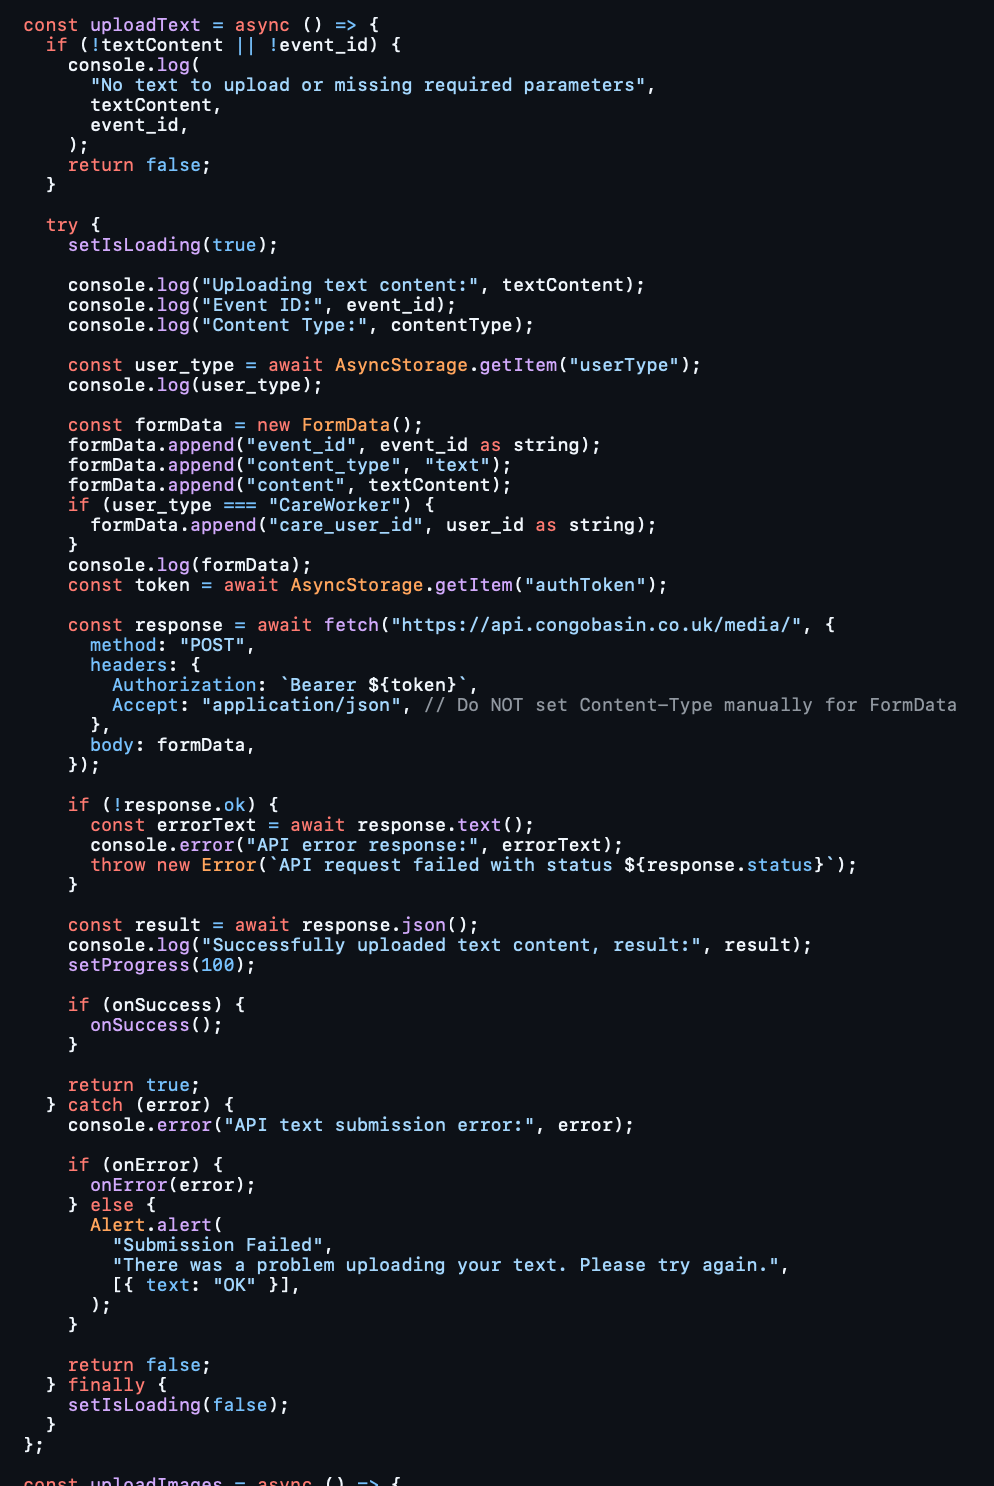 const uploadText = async () => {
  if (!textContent || !event_id) {
    console.log(
      "No text to upload or missing required parameters",
      textContent,
      event_id,
    );
    return false;
  }

  try {
    setIsLoading(true);

    console.log("Uploading text content:", textContent);
    console.log("Event ID:", event_id);
    console.log("Content Type:", contentType);

    const user_type = await AsyncStorage.getItem("userType");
    console.log(user_type);

    const formData = new FormData();
    formData.append("event_id", event_id as string);
    formData.append("content_type", "text");
    formData.append("content", textContent);
    if (user_type === "CareWorker") {
      formData.append("care_user_id", user_id as string);
    }
    console.log(formData);
    const token = await AsyncStorage.getItem("authToken");

    const response = await fetch("https://api.congobasin.co.uk/media/", {
      method: "POST",
      headers: {
        Authorization: `Bearer ${token}`,
        Accept: "application/json", // Do NOT set Content-Type manually for FormData
      },
      body: formData,
    });

    if (!response.ok) {
      const errorText = await response.text();
      console.error("API error response:", errorText);
      throw new Error(`API request failed with status ${response.status}`);
    }

    const result = await response.json();
    console.log("Successfully uploaded text content, result:", result);
    setProgress(100);

    if (onSuccess) {
      onSuccess();
    }

    return true;
  } catch (error) {
    console.error("API text submission error:", error);

    if (onError) {
      onError(error);
    } else {
      Alert.alert(
        "Submission Failed",
        "There was a problem uploading your text. Please try again.",
        [{ text: "OK" }],
      );
    }

    return false;
  } finally {
    setIsLoading(false);
  }
};

const uploadImages = async () => {